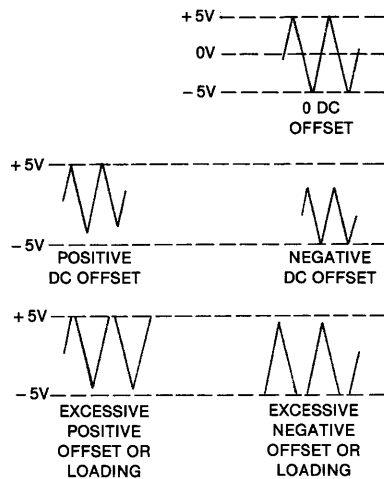 +5V
0V
-5V
0 DC
OFFSET
+5V
-5V
POSITIVE
DC OFFSET
NEGATIVE
DC OFFSET
+5V
-5V
EXCESSIVE
POSITIVE
OFFSET OR
LOADING
EXCESSIVE
NEGATIVE
OFFSET OR
LOADING